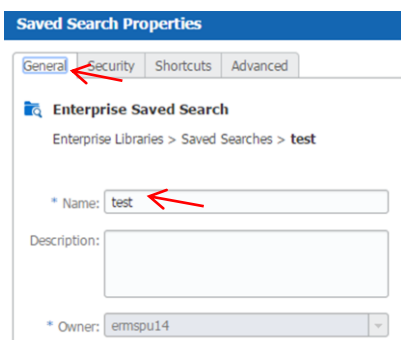 Saved Search Properties
General Security Shortcuts Advanced
Enterprise Saved Search
Enterprise Libraries > Saved Searches > test
* Name: test
Description:
* Owner: ermspu14